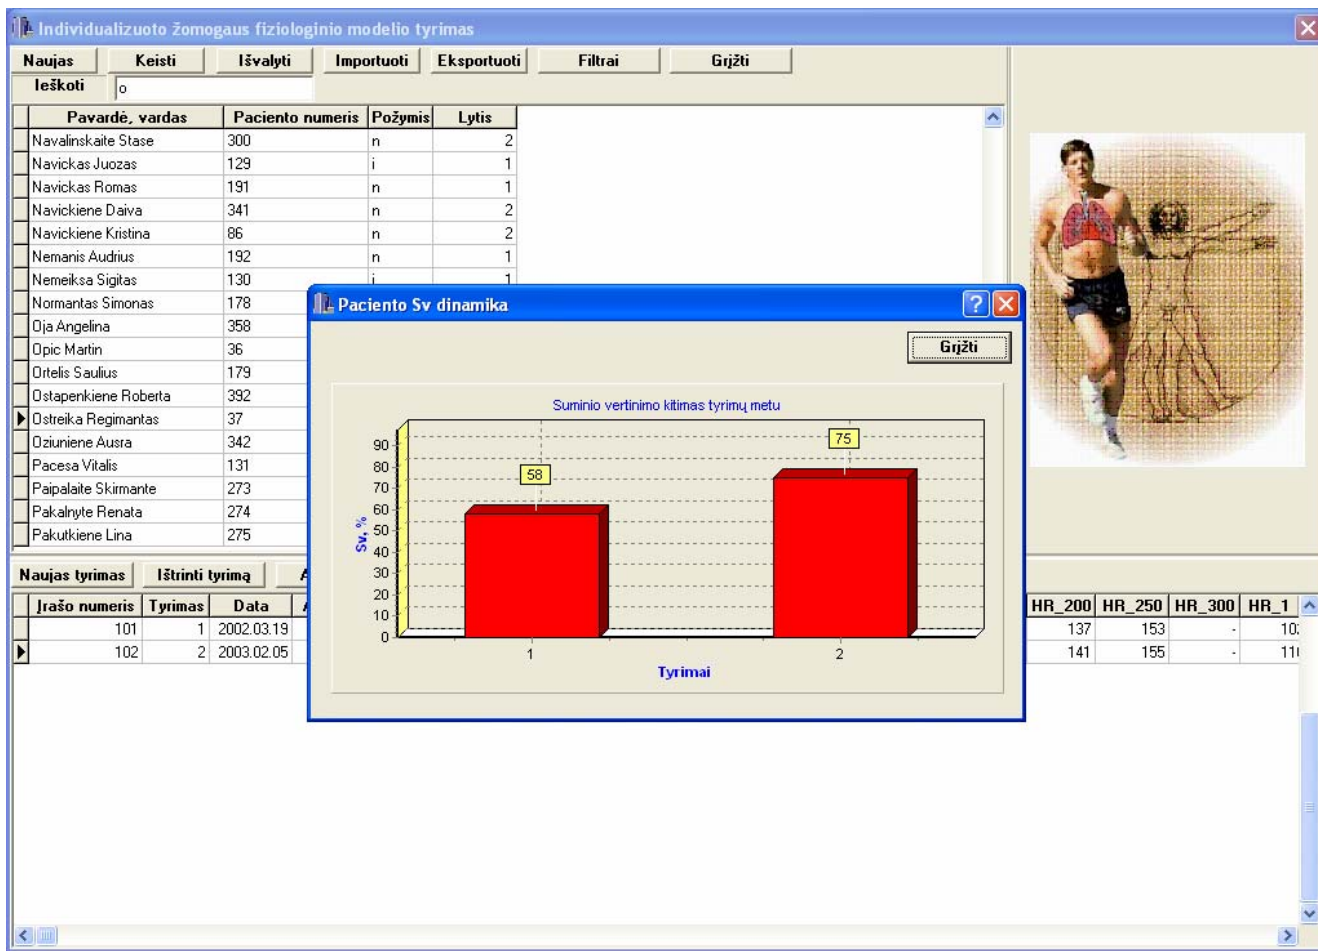 Individualizuoto žomogaus fiziologinio modelio tyrimas
Naujas Keisti Išvalyti Importuoti Eksportuoti Filtrai Grįžti
Ieškoti o
Pavardė, vardas Paciento numeris Požymis Lytis
Navalinskaite Stase 300 n 2
Navickas Juozas 129 i 1
Navickas Romas 191 n 1
Navickiene Daiva 341 n 2
Navickiene Kristina 86 n 2
Nemanis Audrius 192 n 1
Nemeiksa Sigitas 130 i 1
Normantas Simonas 178
Oja Angelina 358
Opic Martin 36
Ortelis Saulius 179
Ostapenkiene Roberta 392
Ostreika Regimantas 37
Oziuniene Ausra 342
Pacesa Vitalis 131
Paipalaite Skirmante 273
Pakalnyte Renata 274
Pakutkiene Lina 275
Paciento Sv dinamika
Grįžti
Suminio vertinimo kitimas tyrimų metu
Sv, %
90
80
70
60
50
40
30
20
10
0
58
75
1 2
Tyrimai
Naujas tyrimas Ištrinti tyrimą
Įrašo numeris Tyrimas Data HR_200 HR_250 HR_300 HR_1
101 1 2002.03.19 137 153 -
102 2 2003.02.05 141 155 -